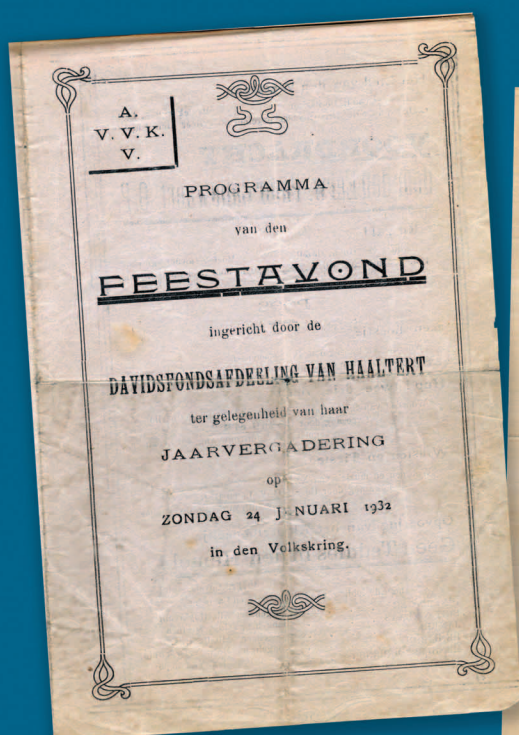 A.
V. V. K.
V.
PROGRAMMA
van den
FEESTAVOND
ingericht door de
DAVIDSFONDSAFDEELING VAN HAALTERT
ter gelegenheid van haar
JAARVERGADERING
op
ZONDAG 24 JANUARI 1932
in den Volkskring.